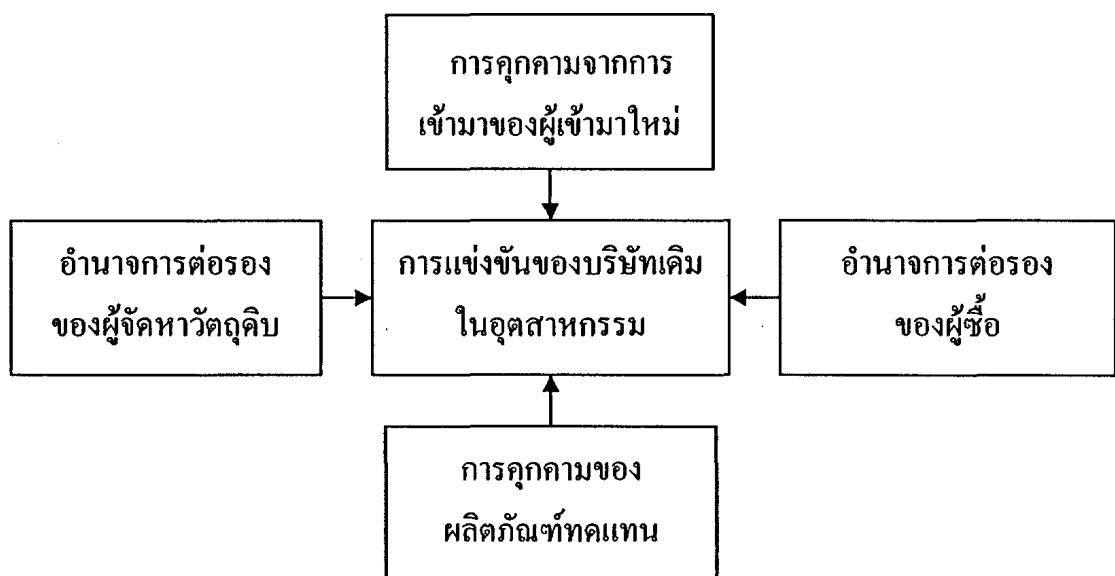 การคุกคามจากการ
เข้ามาของผู้เข้ามาใหม่
อำนาจการต่อรอง
ของผู้จัดหาวัตถุดิบ
การแข่งขันของบริษัทเดิม
ในอุตสาหกรรม
อำนาจการต่อรอง
ของผู้ซื้อ
การคุกคามของ
ผลิตภัณฑ์ทดแทน